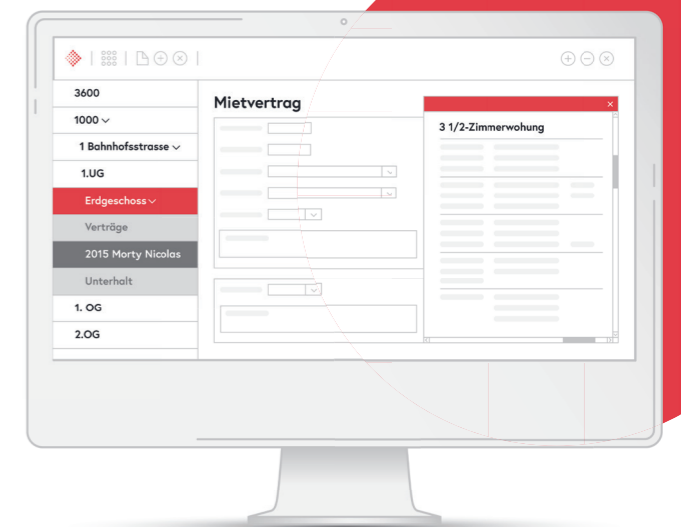 3600
1000
1 Bahnhofsstrasse
1.UG
Erdgeschoss
Verträge
2015 Morty Nicolas
Unterhalt
1. OG
2.OG
Mietvertrag
3 1/2-Zimmerwohung